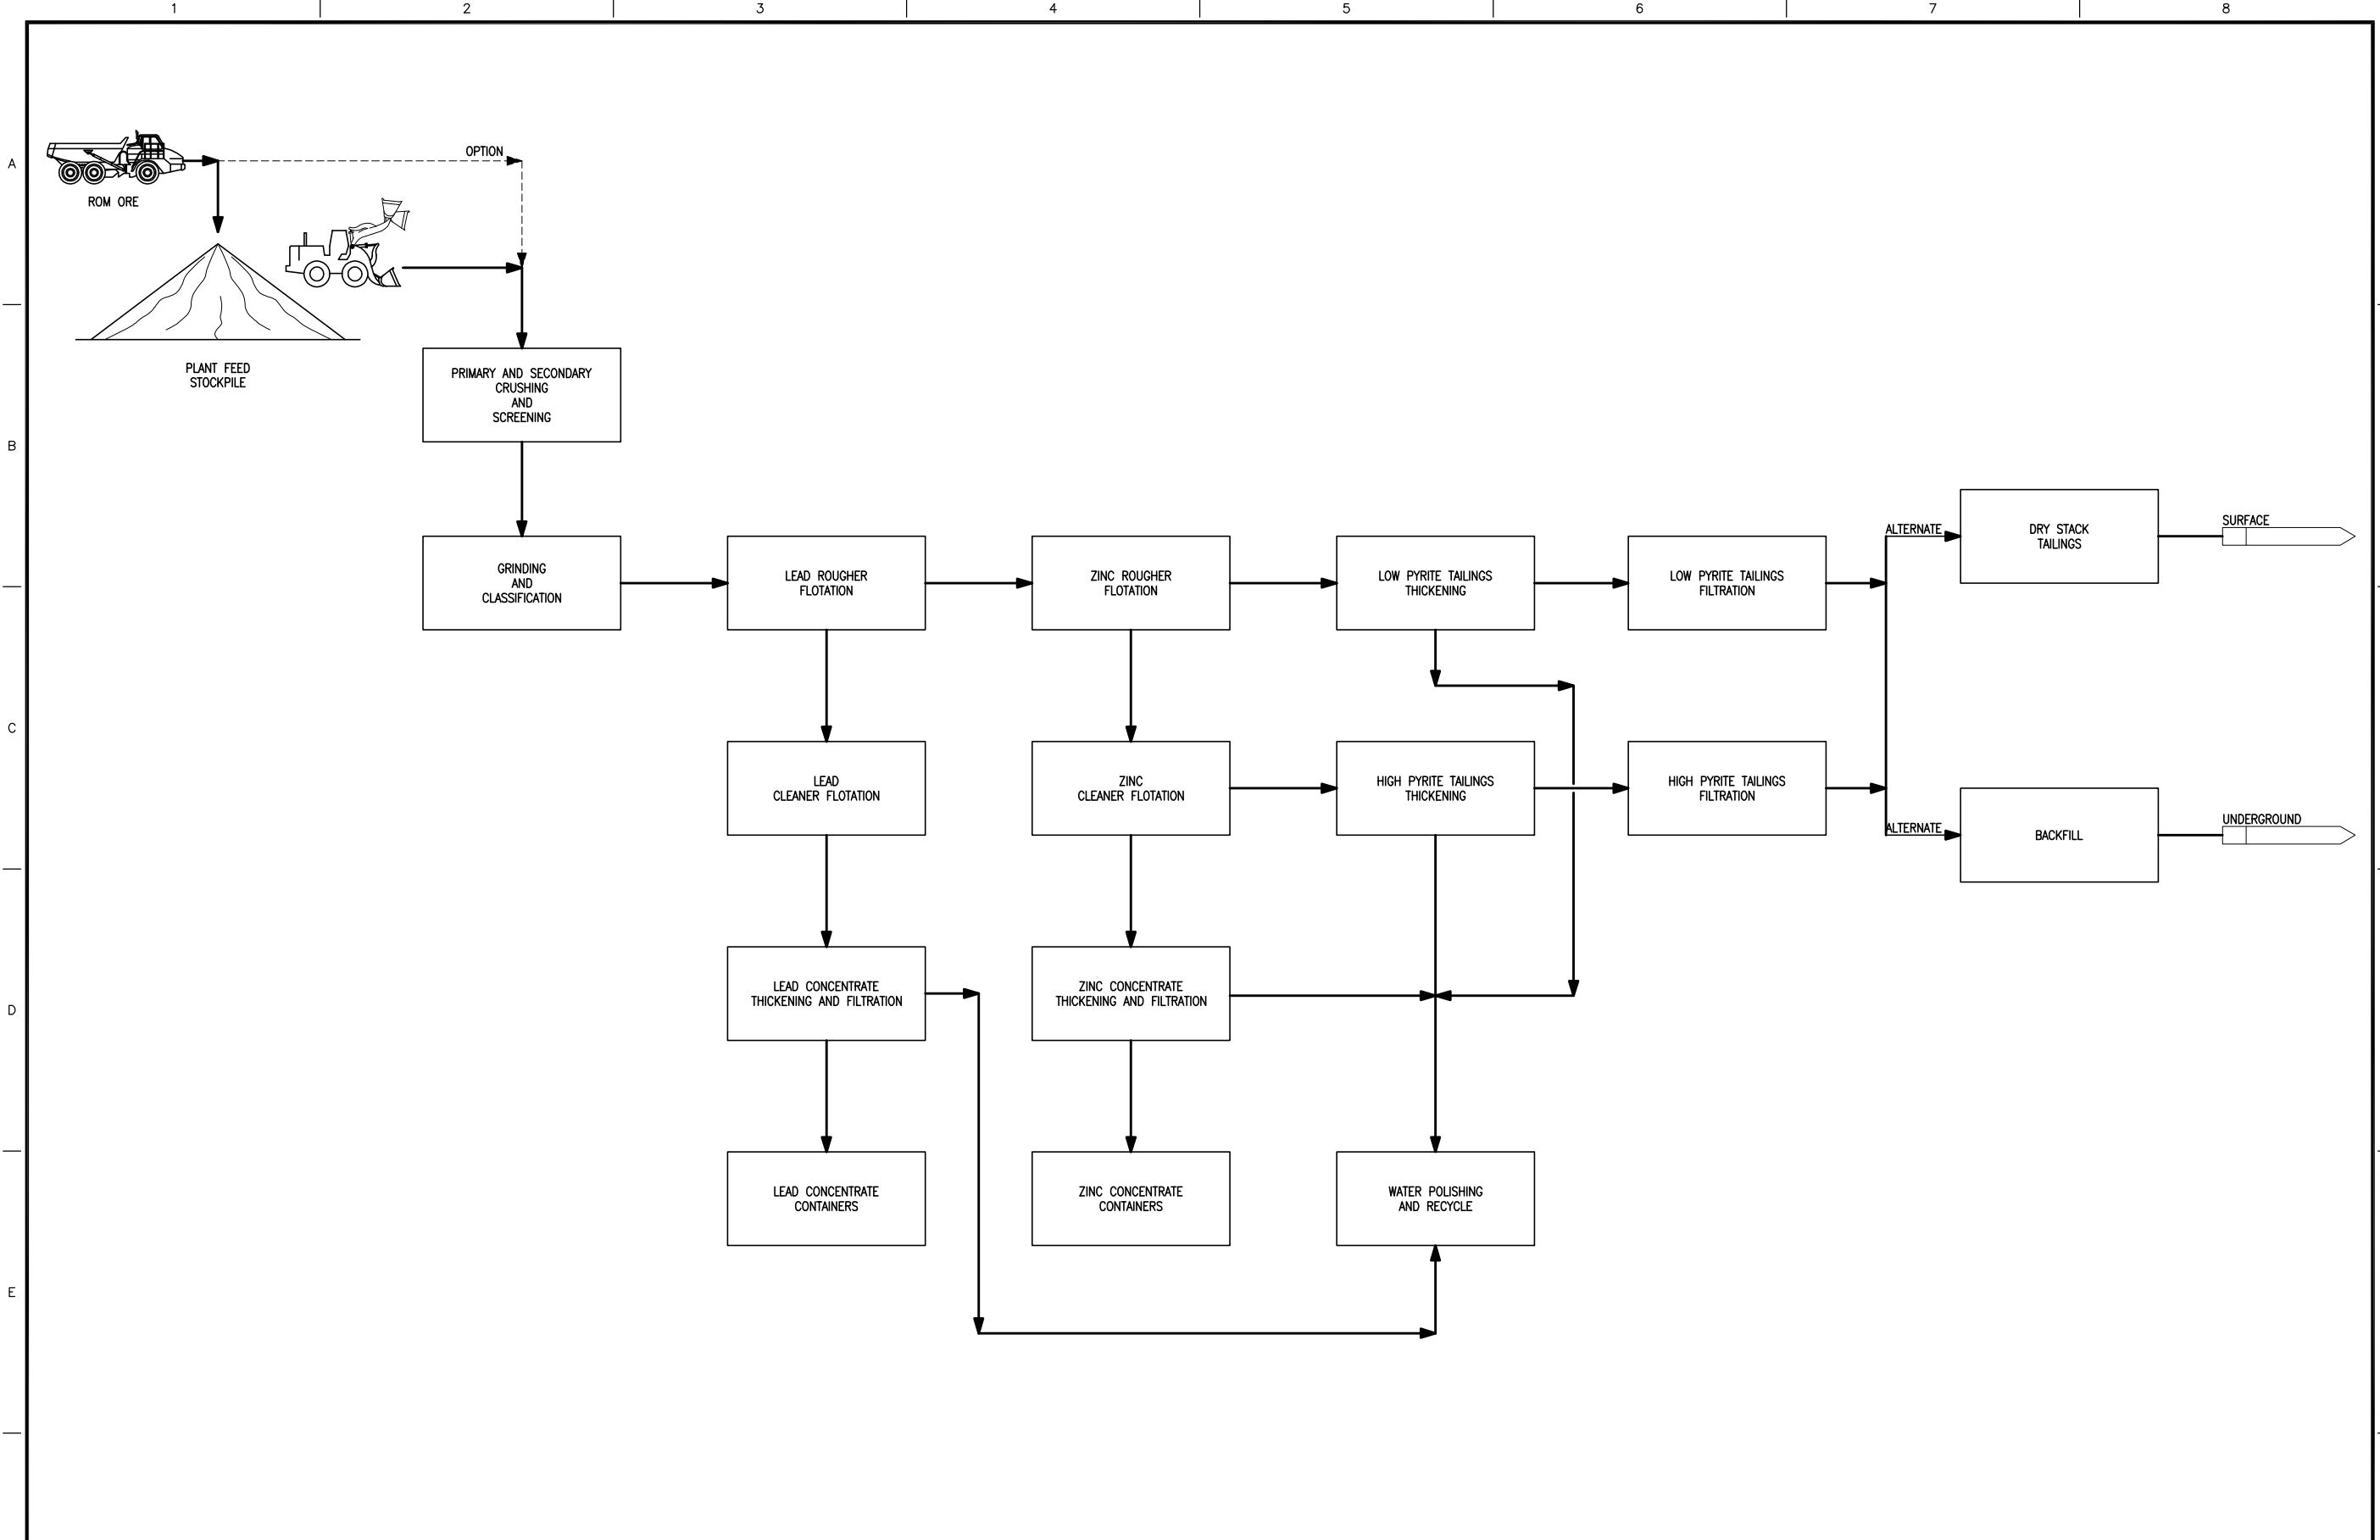 1
2
3
4
5
6
7
8
A
B
C
D
E
OPTION
ROM ORE
PLANT FEED
STOCKPILE
PRIMARY AND SECONDARY
CRUSHING
AND
SCREENING
GRINDING
AND
CLASSIFICATION
LEAD ROUGHER
FLOTATION
ZINC ROUGHER
FLOTATION
LOW PYRITE TAILINGS
THICKENING
LOW PYRITE TAILINGS
FILTRATION
ALTERNATE
DRY STACK
TAILINGS
SURFACE
LEAD
CLEANER FLOTATION
ZINC
CLEANER FLOTATION
HIGH PYRITE TAILINGS
THICKENING
HIGH PYRITE TAILINGS
FILTRATION
ALTERNATE
BACKFILL
UNDERGROUND
LEAD CONCENTRATE
THICKENING AND FILTRATION
ZINC CONCENTRATE
THICKENING AND FILTRATION
LEAD CONCENTRATE
CONTAINERS
ZINC CONCENTRATE
CONTAINERS
WATER POLISHING
AND RECYCLE